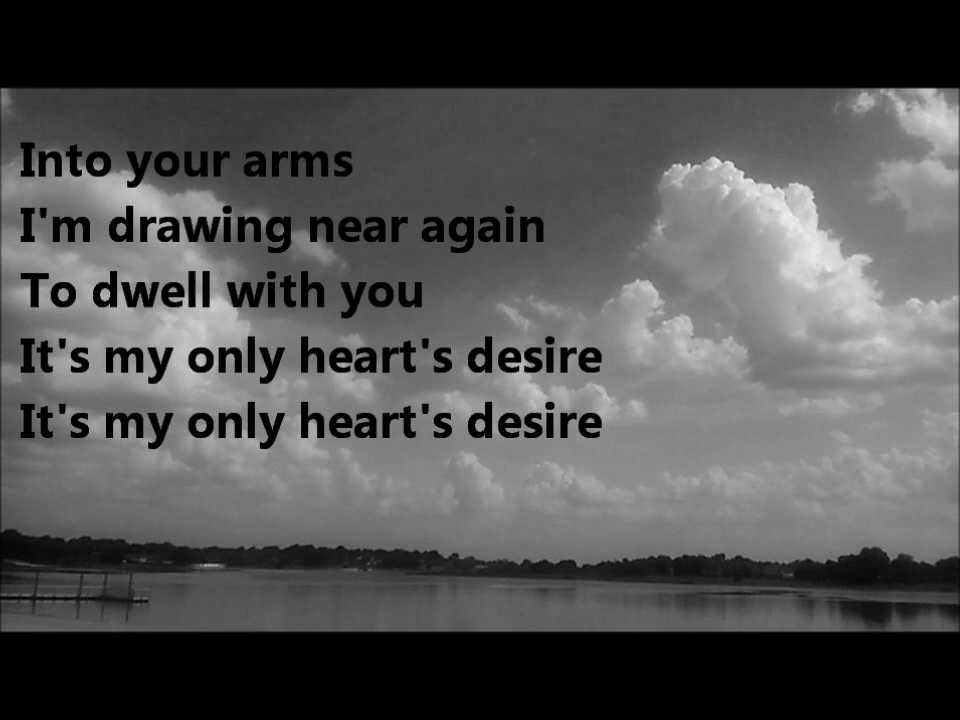 Into your arms
I'm drawing near again
To dwell with you
It's my only heart's desire
It's my only heart's desire